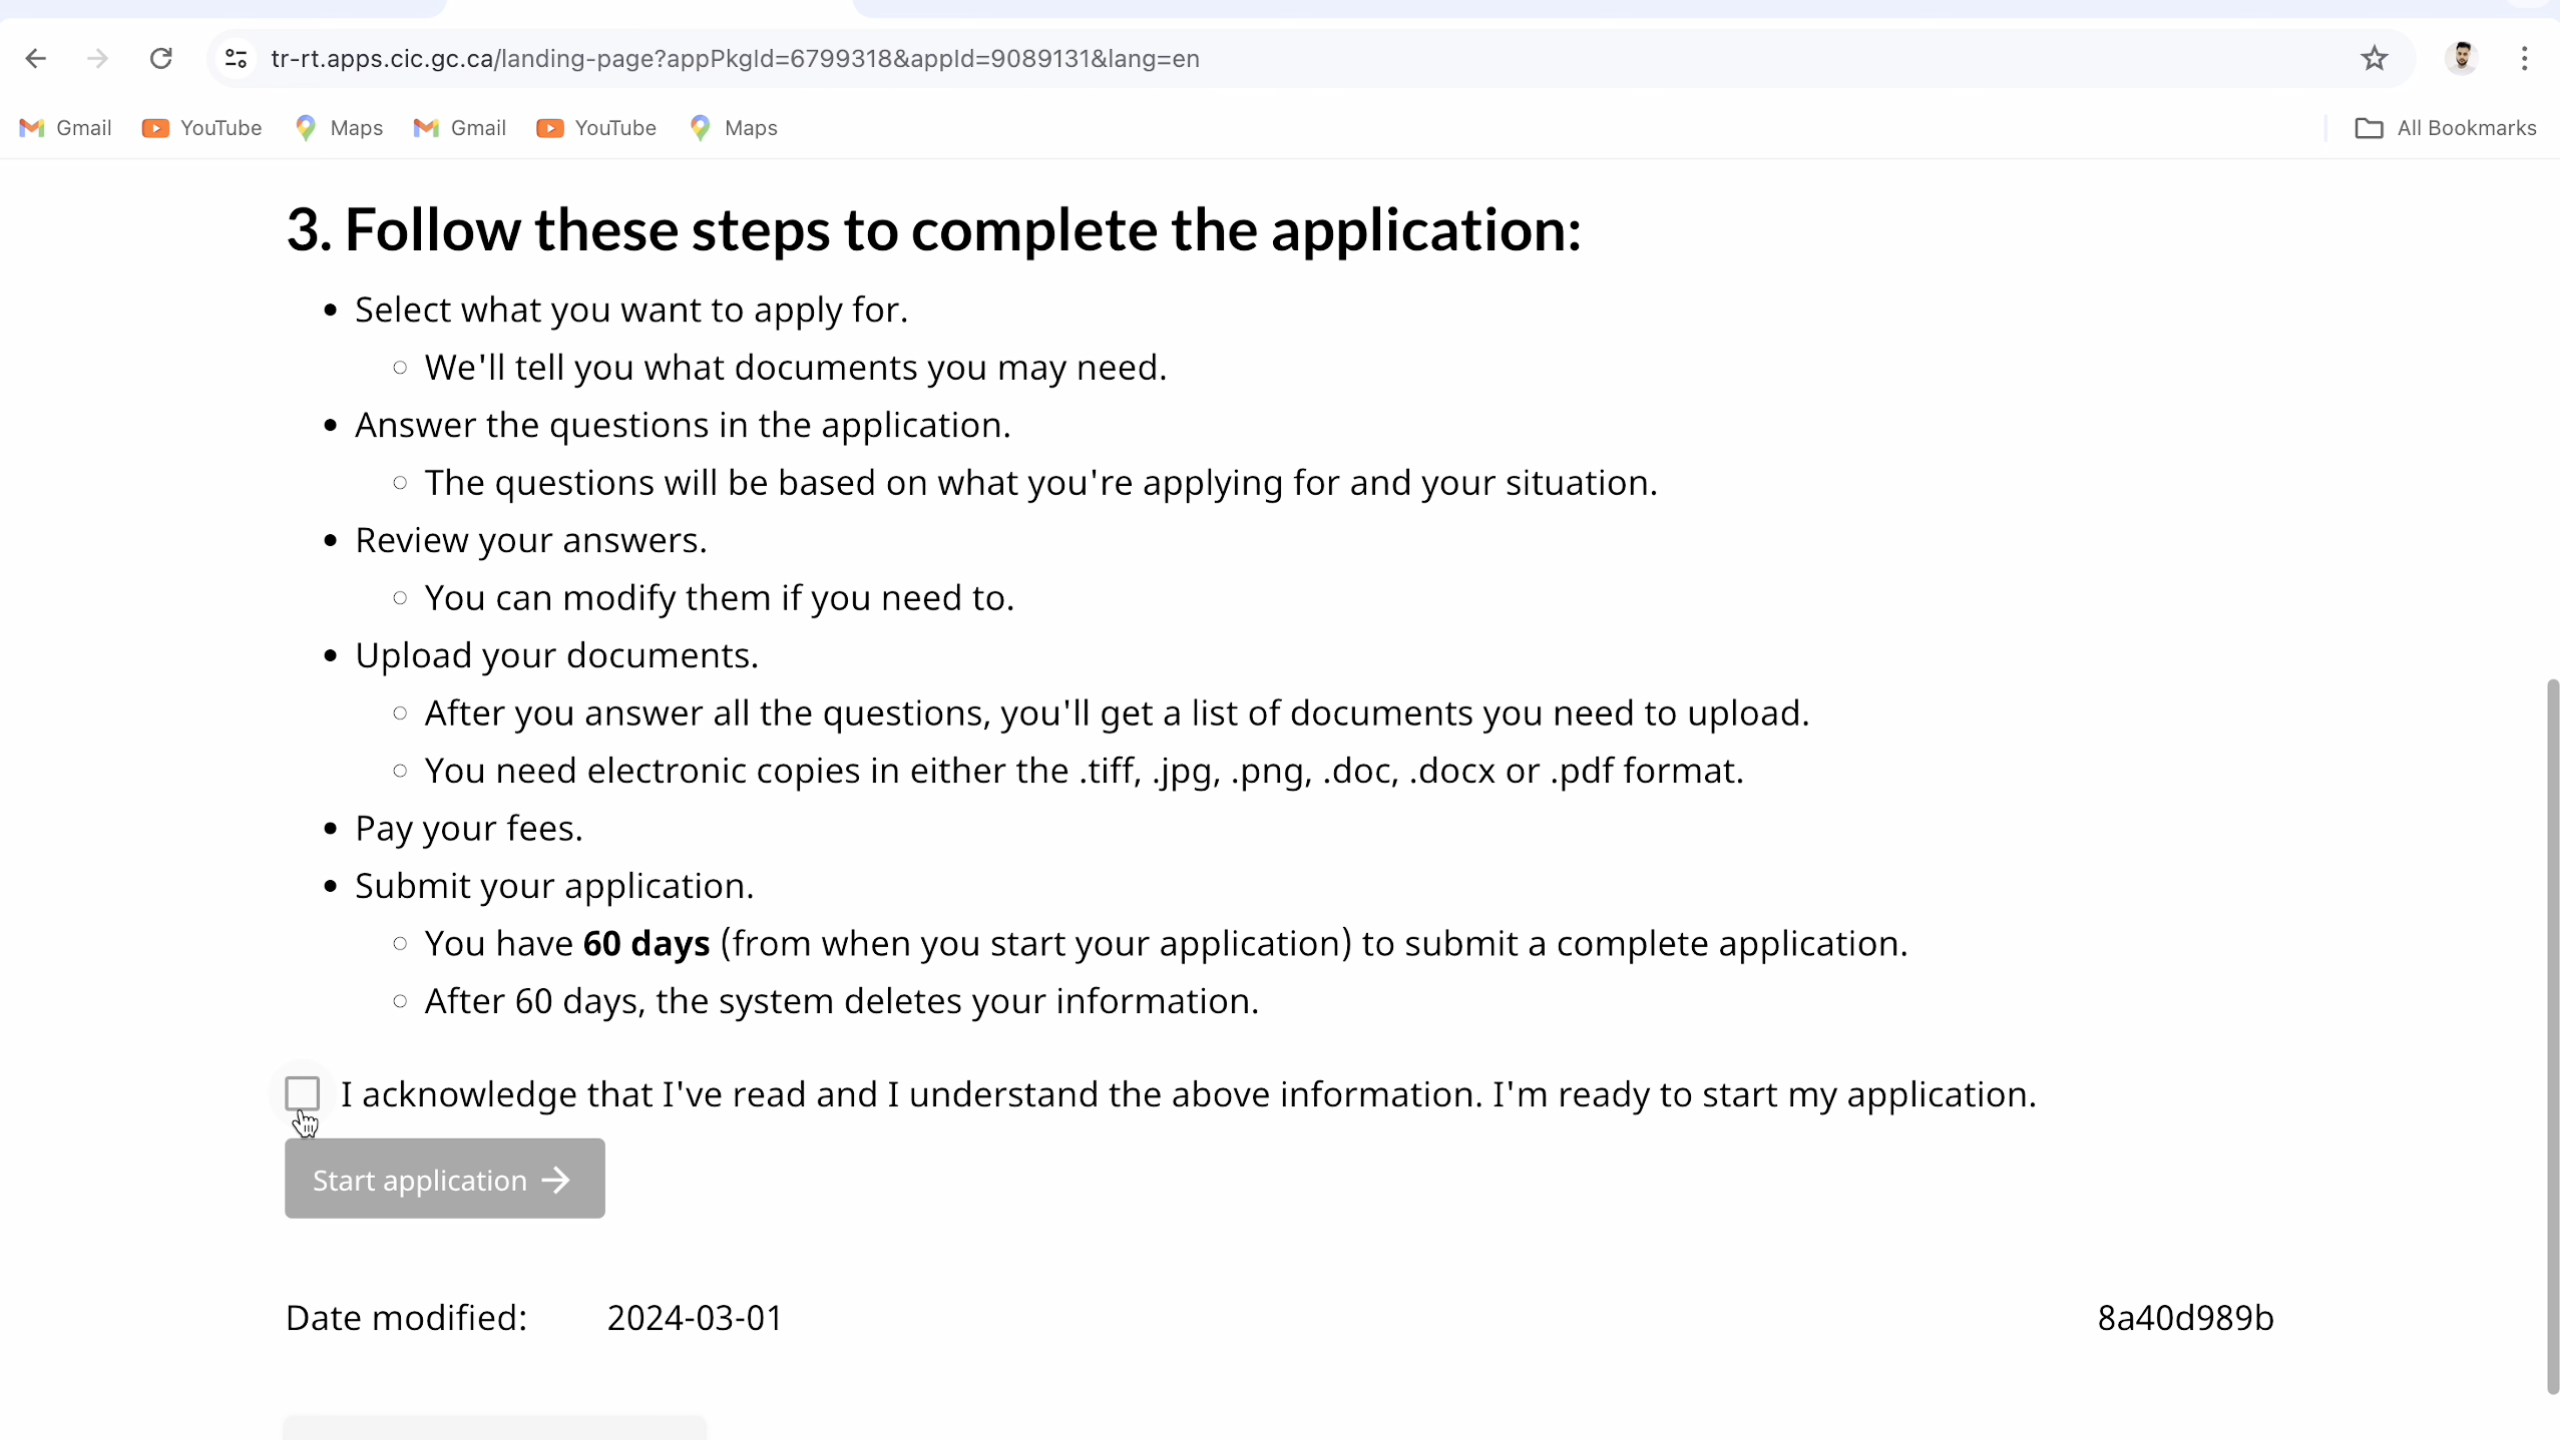 tr-rt.apps.cic.gc.ca/landing-page?appPkgId=6799318&appId=9089131&lang=en
Gmail YouTube Maps Gmail YouTube Maps All Bookmarks
3. Follow these steps to complete the application:
Select what you want to apply for.
We'll tell you what documents you may need.
Answer the questions in the application.
The questions will be based on what you're applying for and your situation.
Review your answers.
You can modify them if you need to.
Upload your documents.
After you answer all the questions, you'll get a list of documents you need to upload.
You need electronic copies in either the .tiff, .jpg, .png, .doc, .docx or .pdf format.
Pay your fees.
Submit your application.
You have 60 days (from when you start your application) to submit a complete application.
After 60 days, the system deletes your information.
I acknowledge that I've read and I understand the above information. I'm ready to start my application.
Start application
Date modified: 2024-03-01 8a40d989b